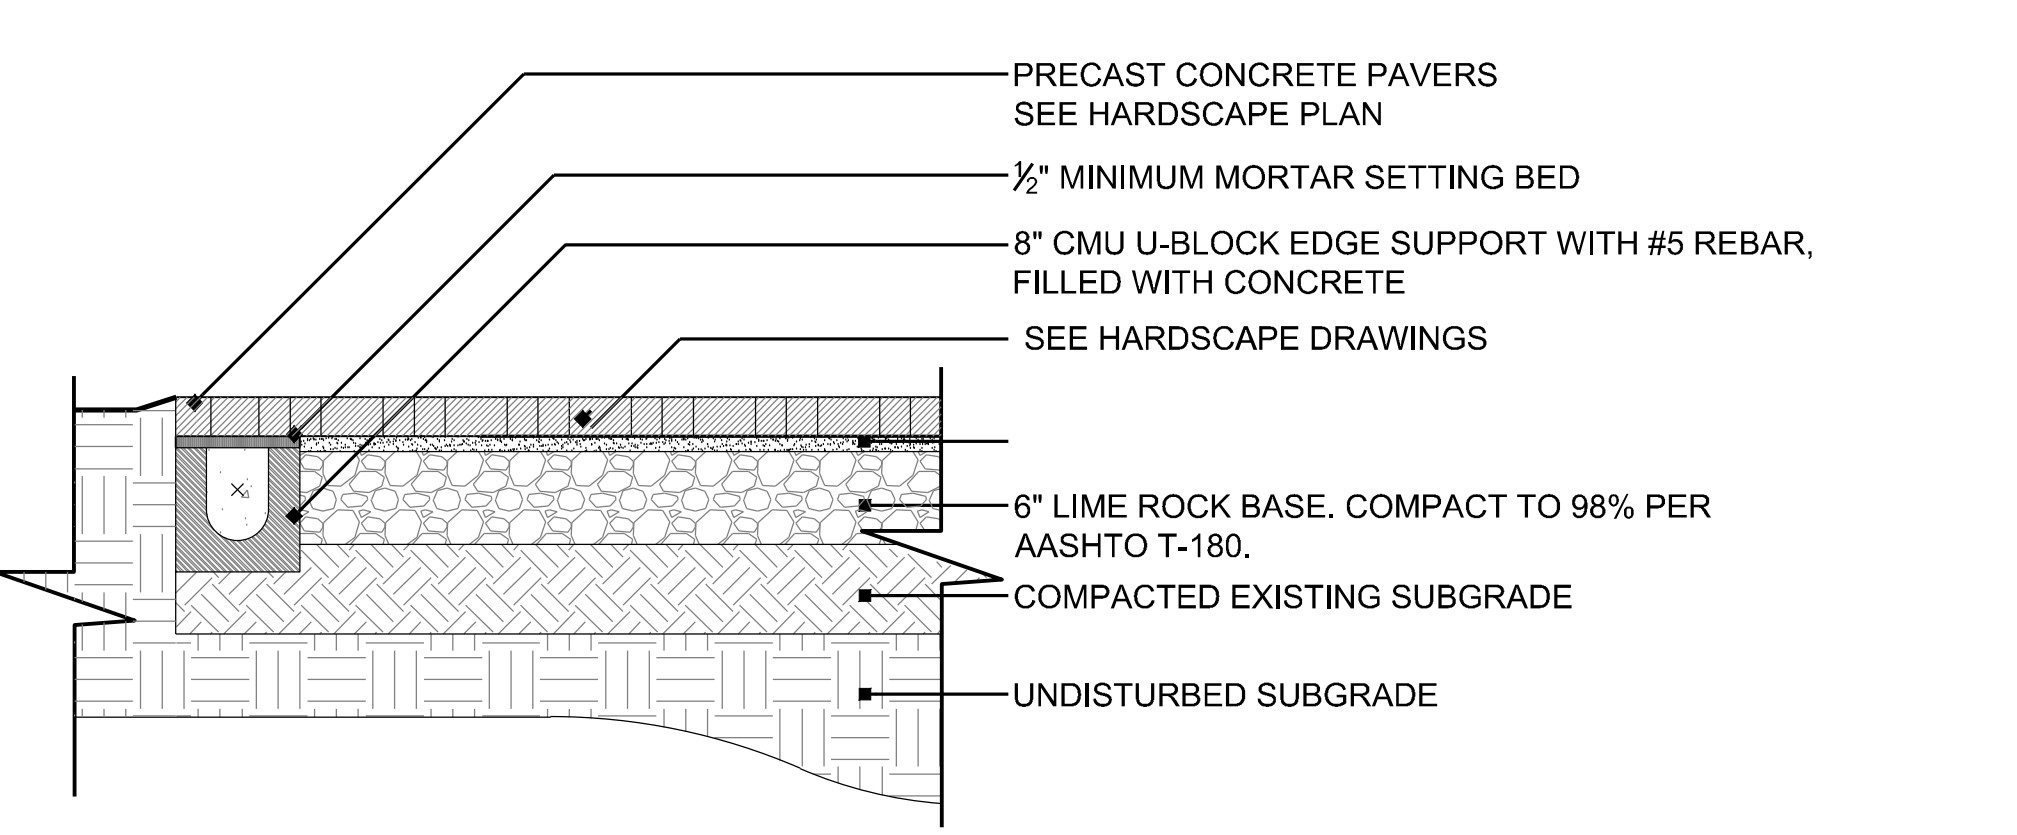 PRECAST CONCRETE PAVERS
SEE HARDSCAPE PLAN
½" MINIMUM MORTAR SETTING BED
8" CMU U-BLOCK EDGE SUPPORT WITH #5 REBAR,
FILLED WITH CONCRETE
SEE HARDSCAPE DRAWINGS
6" LIME ROCK BASE. COMPACT TO 98% PER
AASHTO T-180.
COMPACTED EXISTING SUBGRADE
UNDISTURBED SUBGRADE